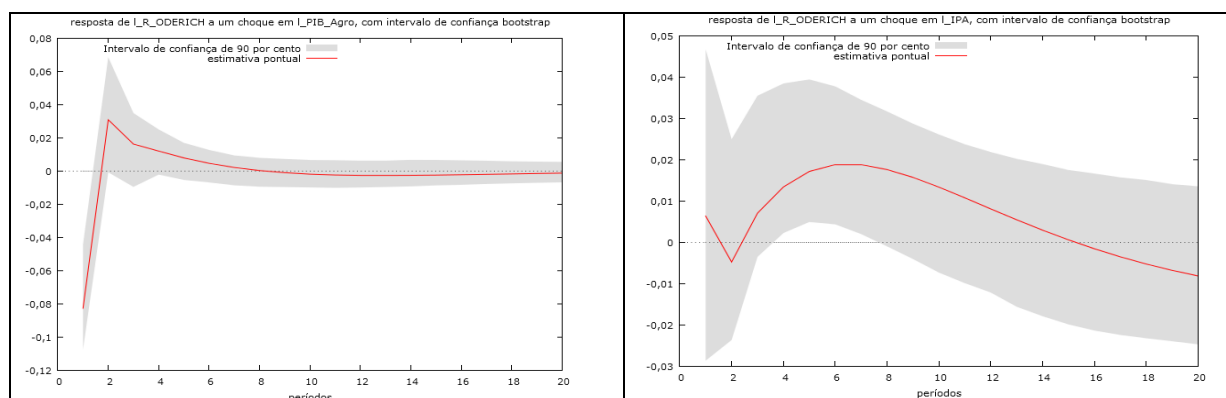 resposta de l_R_ODERICH a um choque em l_PIB_Agro, com intervalo de confiança bootstrap
Intervalo de confiança de 90 por cento
estimativa pontual
0,08
0,06
0,04
0,02
0
-0,02
-0,04
-0,06
-0,08
-0,1
-0,12
0 2 4 6 8 10 12 14 16 18 20
períodos
resposta de l_R_ODERICH a um choque em l_IPA, com intervalo de confiança bootstrap
Intervalo de confiança de 90 por cento
estimativa pontual
0,05
0,04
0,03
0,02
0,01
0
-0,01
-0,02
-0,03
0 2 4 6 8 10 12 14 16 18 20
períodos